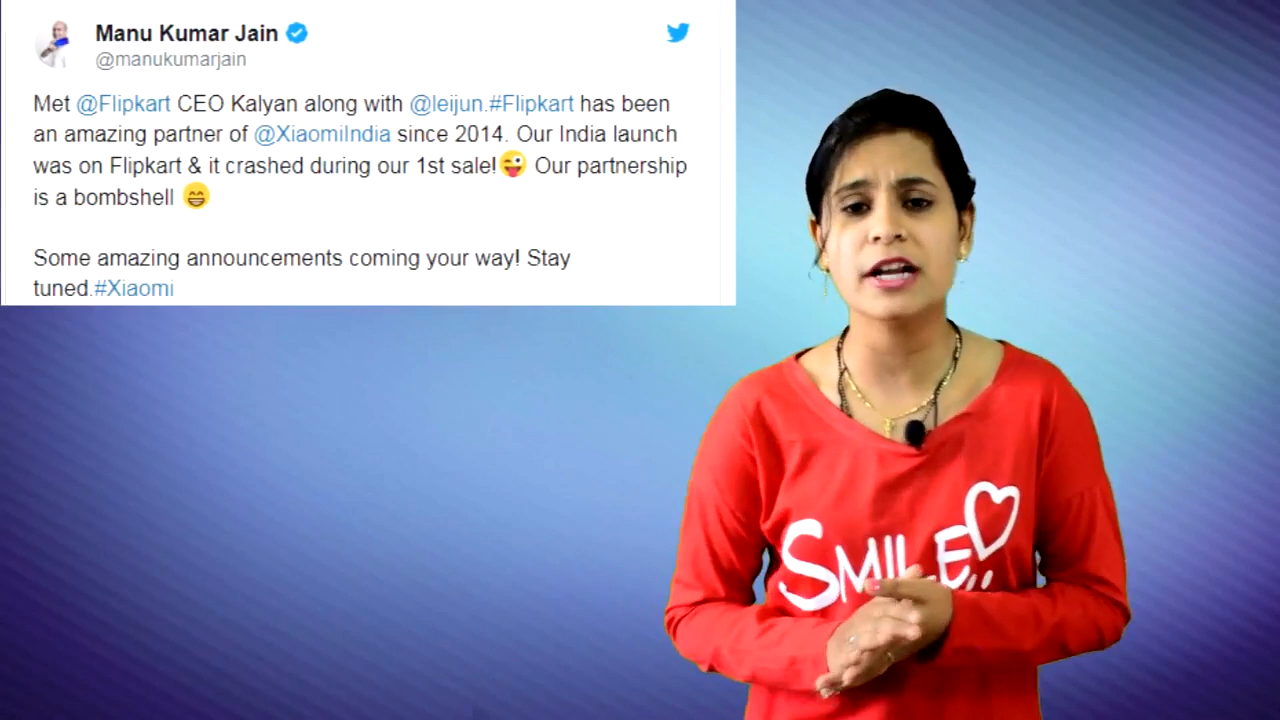 Manu Kumar Jain
@manukumarjain
Met @Flipkart CEO Kalyan along with @leijun.#Flipkart has been
an amazing partner of @XiaomiIndia since 2014. Our India launch
was on Flipkart & it crashed during our 1st sale!😜 Our partnership
is a bombshell 😁
Some amazing announcements coming your way! Stay
tuned.#Xiaomi
SMILE